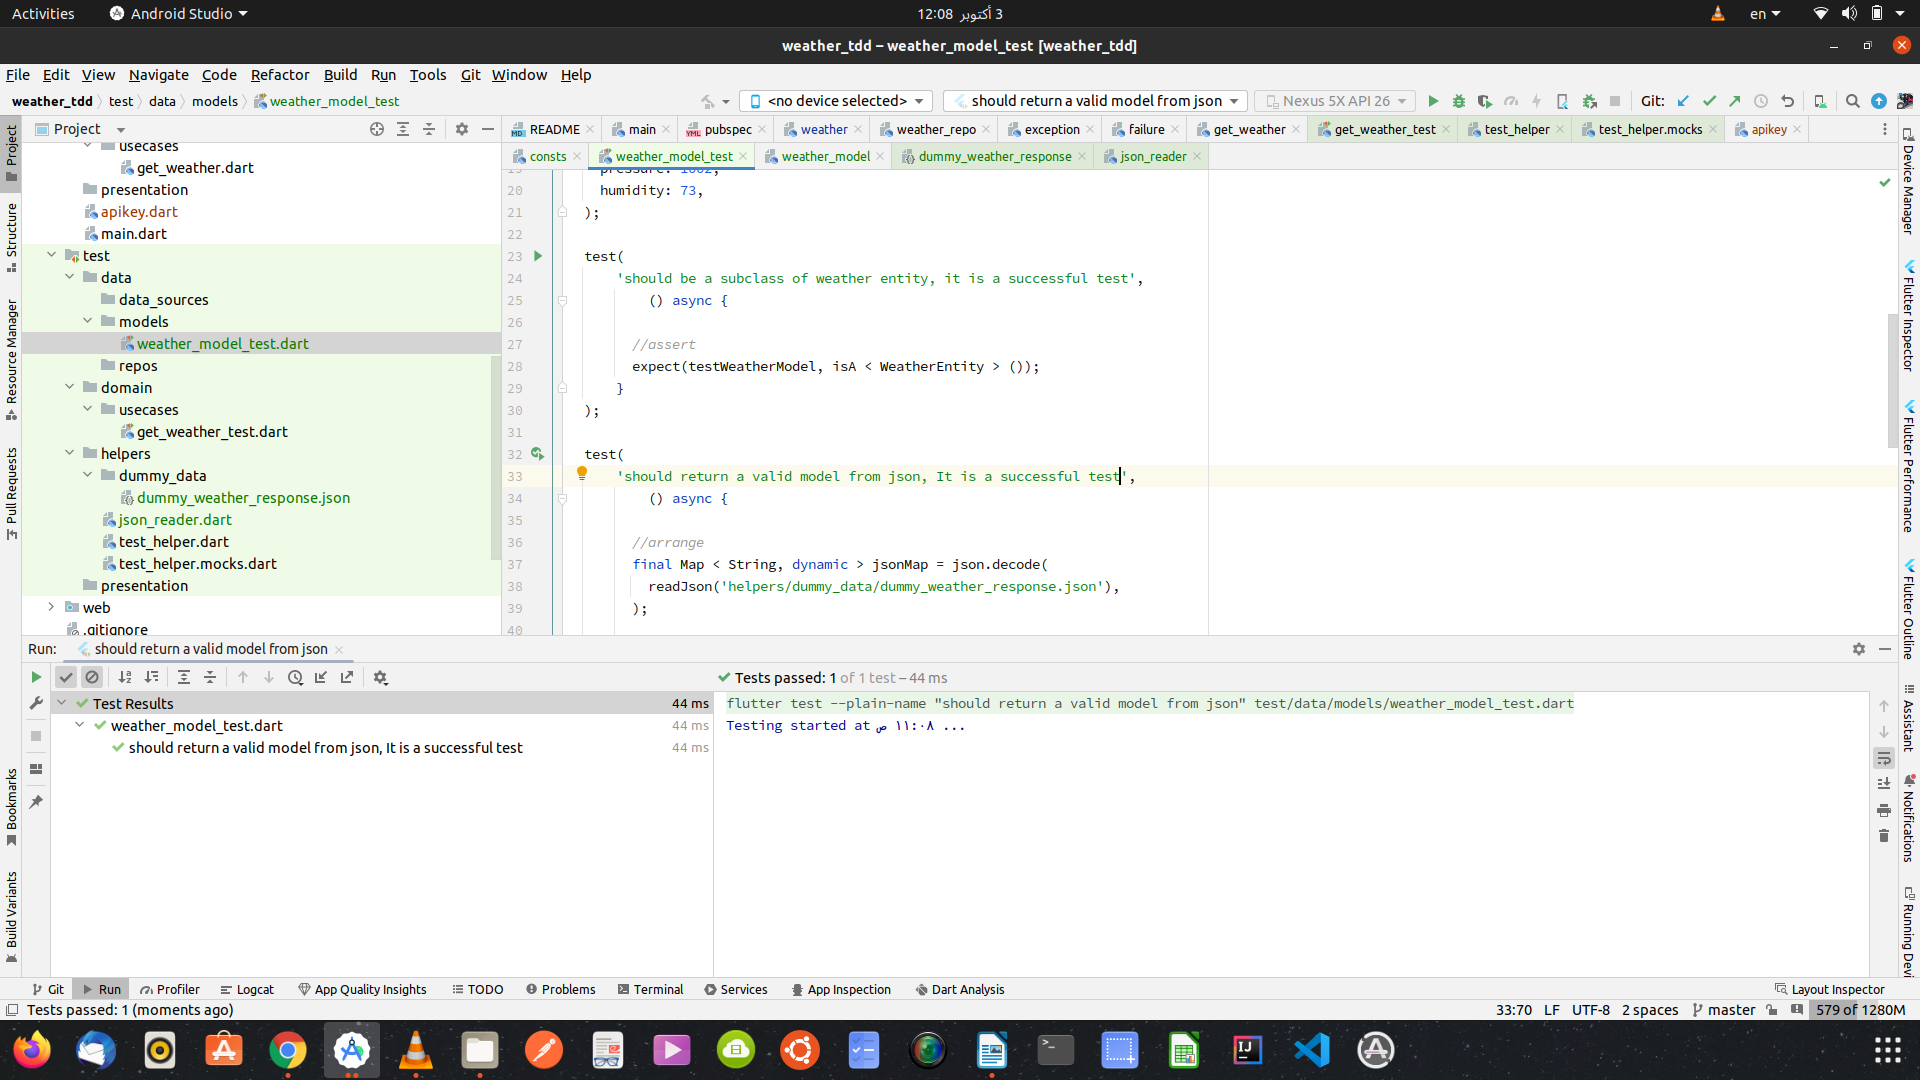 Activities
Android Studio
3 أكتوبر 12:08
en
weather_tdd – weather_model_test [weather_tdd]
File Edit View Navigate Code Refactor Build Run Tools Git Window Help
weather_tdd test data models weather_model_test
<no device selected>
should return a valid model from json
Nexus 5X API 26
Git:
Project
README main pubspec weather weather_repo exception failure get_weather get_weather_test test_helper test_helper.mocks apikey
consts weather_model_test weather_model dummy_weather_response json_reader
usecases
get_weather.dart
presentation
apikey.dart
main.dart
test
data
data_sources
models
weather_model_test.dart
repos
domain
usecases
get_weather_test.dart
helpers
dummy_data
dummy_weather_response.json
json_reader.dart
test_helper.dart
test_helper.mocks.dart
presentation
web
.gitignore
19 pressure: 1002,
20 humidity: 73,
21 );
22
23 test(
24 'should be a subclass of weather entity, it is a successful test',
25 () async {
26
27 //assert
28 expect(testWeatherModel, isA < WeatherEntity > ());
29 }
30 );
31
32 test(
33 'should return a valid model from json, It is a successful test',
34 () async {
35
36 //arrange
37 final Map < String, dynamic > jsonMap = json.decode(
38 readJson('helpers/dummy_data/dummy_weather_response.json'),
39 );
40
Project
Structure
Resource Manager
Pull Requests
Bookmarks
Build Variants
Device Manager
Flutter Inspector
Flutter Performance
Flutter Outline
Assistant
Notifications
Running Devi
Run: should return a valid model from json
Tests passed: 1 of 1 test – 44 ms
Test Results 44 ms
weather_model_test.dart 44 ms
should return a valid model from json, It is a successful test 44 ms
flutter test --plain-name "should return a valid model from json" test/data/models/weather_model_test.dart
Testing started at ١١:٠٨ ص ...
Git Run Profiler Logcat App Quality Insights TODO Problems Terminal Services App Inspection Dart Analysis Layout Inspector
Tests passed: 1 (moments ago)
33:70 LF UTF-8 2 spaces master 579 of 1280M